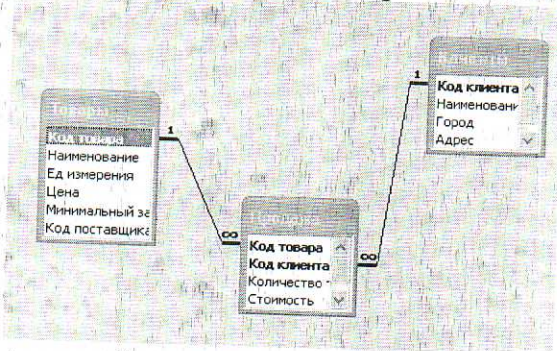 Товары
Код товара
Наименование
Ед измерения
Цена
Минимальный за
Код поставщика
1
∞
Код товара
Код клиента
Количество т
Стоимость
∞
1
Код клиента
Наименовани
Город
Адрес